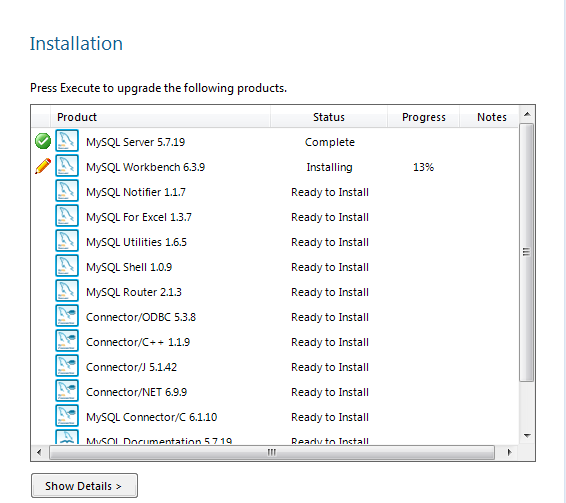 Installation
Press Execute to upgrade the following products.
Product Status Progress Notes
MySQL Server 5.7.19 Complete
MySQL Workbench 6.3.9 Installing 13%
MySQL Notifier 1.1.7 Ready to Install
MySQL For Excel 1.3.7 Ready to Install
MySQL Utilities 1.6.5 Ready to Install
MySQL Shell 1.0.9 Ready to Install
MySQL Router 2.1.3 Ready to Install
Connector/ODBC 5.3.8 Ready to Install
Connector/C++ 1.1.9 Ready to Install
Connector/J 5.1.42 Ready to Install
Connector/NET 6.9.9 Ready to Install
MySQL Connector/C 6.1.10 Ready to Install
MySQL Documentation 5.7.19 Ready to Install
Show Details >